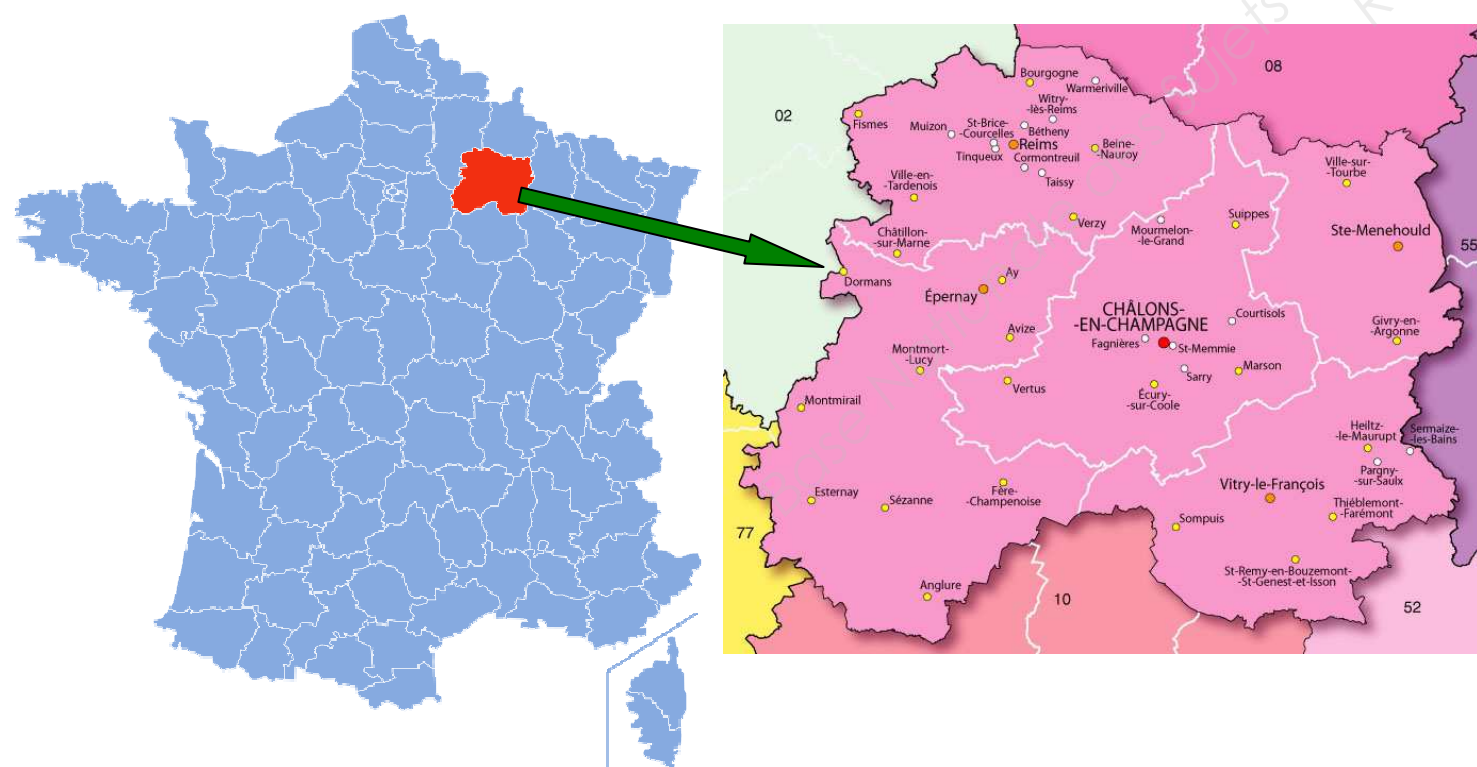 08
Bourgogne
Warmeriville
Witry-
-lès-Reims
02
Fismes
Muizon
St-Brice-
-Courcelles
Bétheny
Reims
Tinqueux
Cormontreuil
Taissy
Beine-
-Nauroy
Ville-sur-
-Tourbe
Ville-en-
-Tardenois
Verzy
Mourmelon-
-le-Grand
Suippes
Ste-Menehould
55
Châtillon-
-sur-Marne
Dormans
Ay
Épernay
CHÂLONS-
-EN-CHAMPAGNE
Courtisols
Givry-en-
-Argonne
Avize
Fagnières
St-Memmie
Montmort-
-Lucy
Vertus
Sarry
Marson
Écury-
-sur-Coole
Montmirail
Heiltz-
-le-Maurupt
Sermaize-
-les-Bains
Pargny-
-sur-Saulx
Esternay
Sézanne
Fère-
-Champenoise
Vitry-le-François
Thiéblemont-
-Farémont
Sompuis
77
St-Remy-en-Bouzemont-
-St-Genest-et-Isson
Anglure
10
52